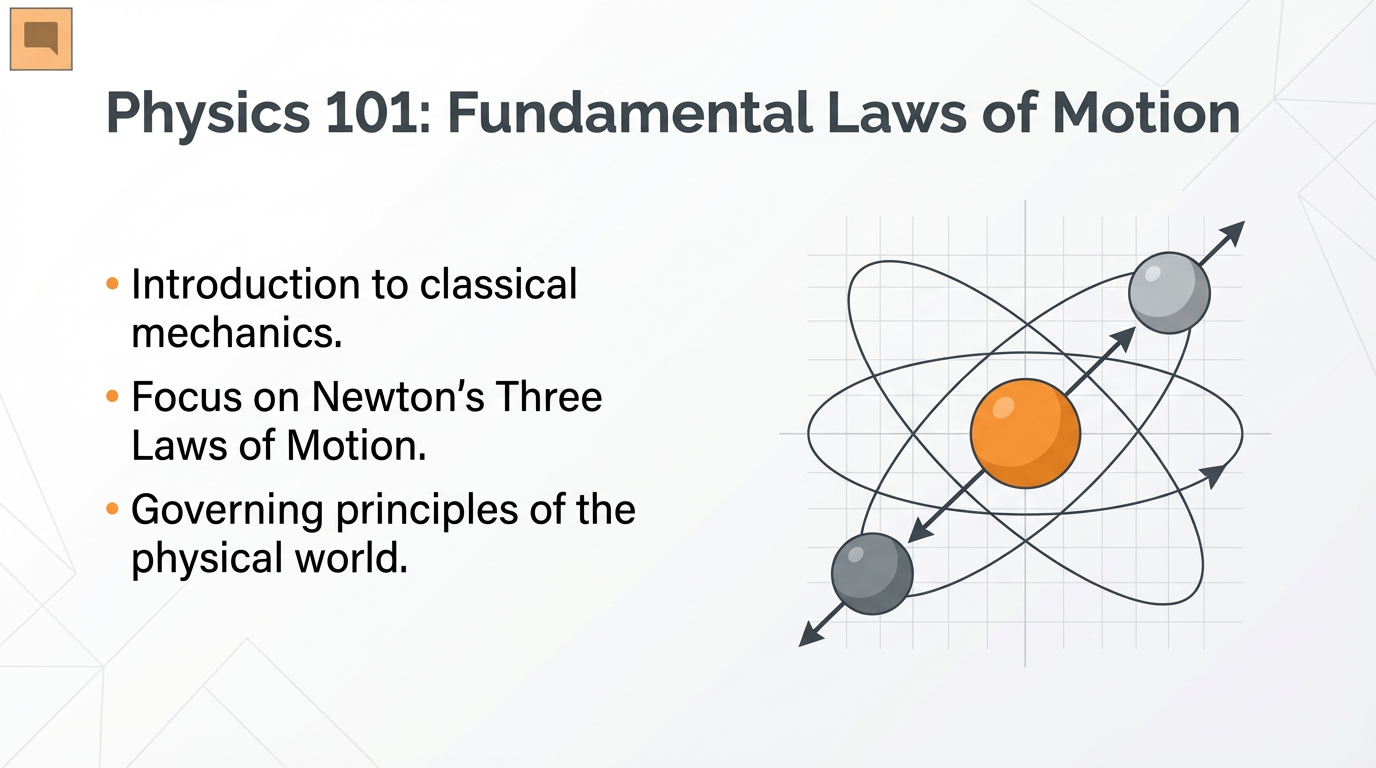 Physics 101: Fundamental Laws of Motion
• Introduction to classical
mechanics.
• Focus on Newton’s Three
Laws of Motion.
• Governing principles of the
physical world.